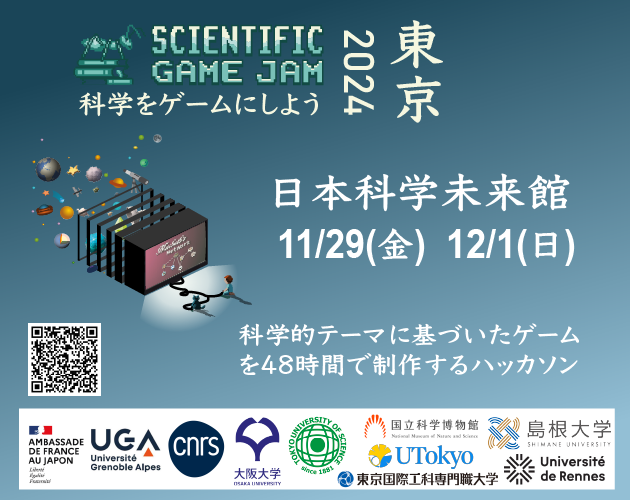 SCIENTIFIC
GAME JAM
科学をゲームにしよう
東京
2024
日本科学未来館
11/29(金) 12/1(日)
科学的テーマに基づいたゲーム
を48時間で制作するハッカソン
AMBASSADE
DE FRANCE
AU JAPON
Liberté
Égalité
Fraternité
UGA
Université
Grenoble Alpes
cnrs
大阪大学
OSAKA UNIVERSITY
TOKYO UNIVERSITY OF SCIENCE
since 1881
国立科学博物館
National Museum of Nature and Science
UTokyo
東京国際工科専門職大学
島根大学
SHIMANE UNIVERSITY
Université
de Rennes